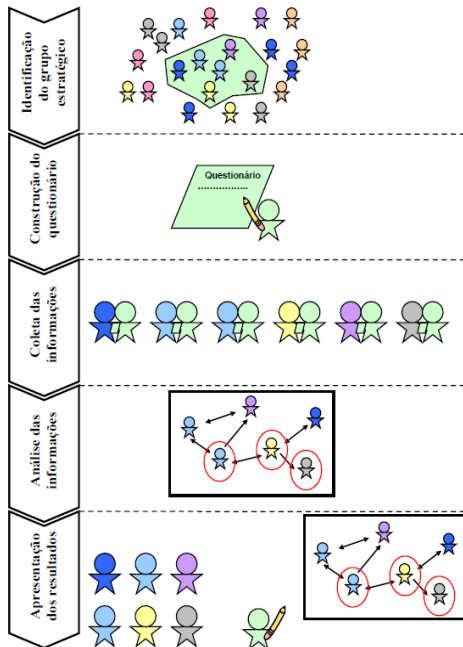 Identificação
do grupo
estratégico
Construção do
questionário
Questionário
.................
Coleta das
informações
Análise das
informações
Apresentação
dos resultados